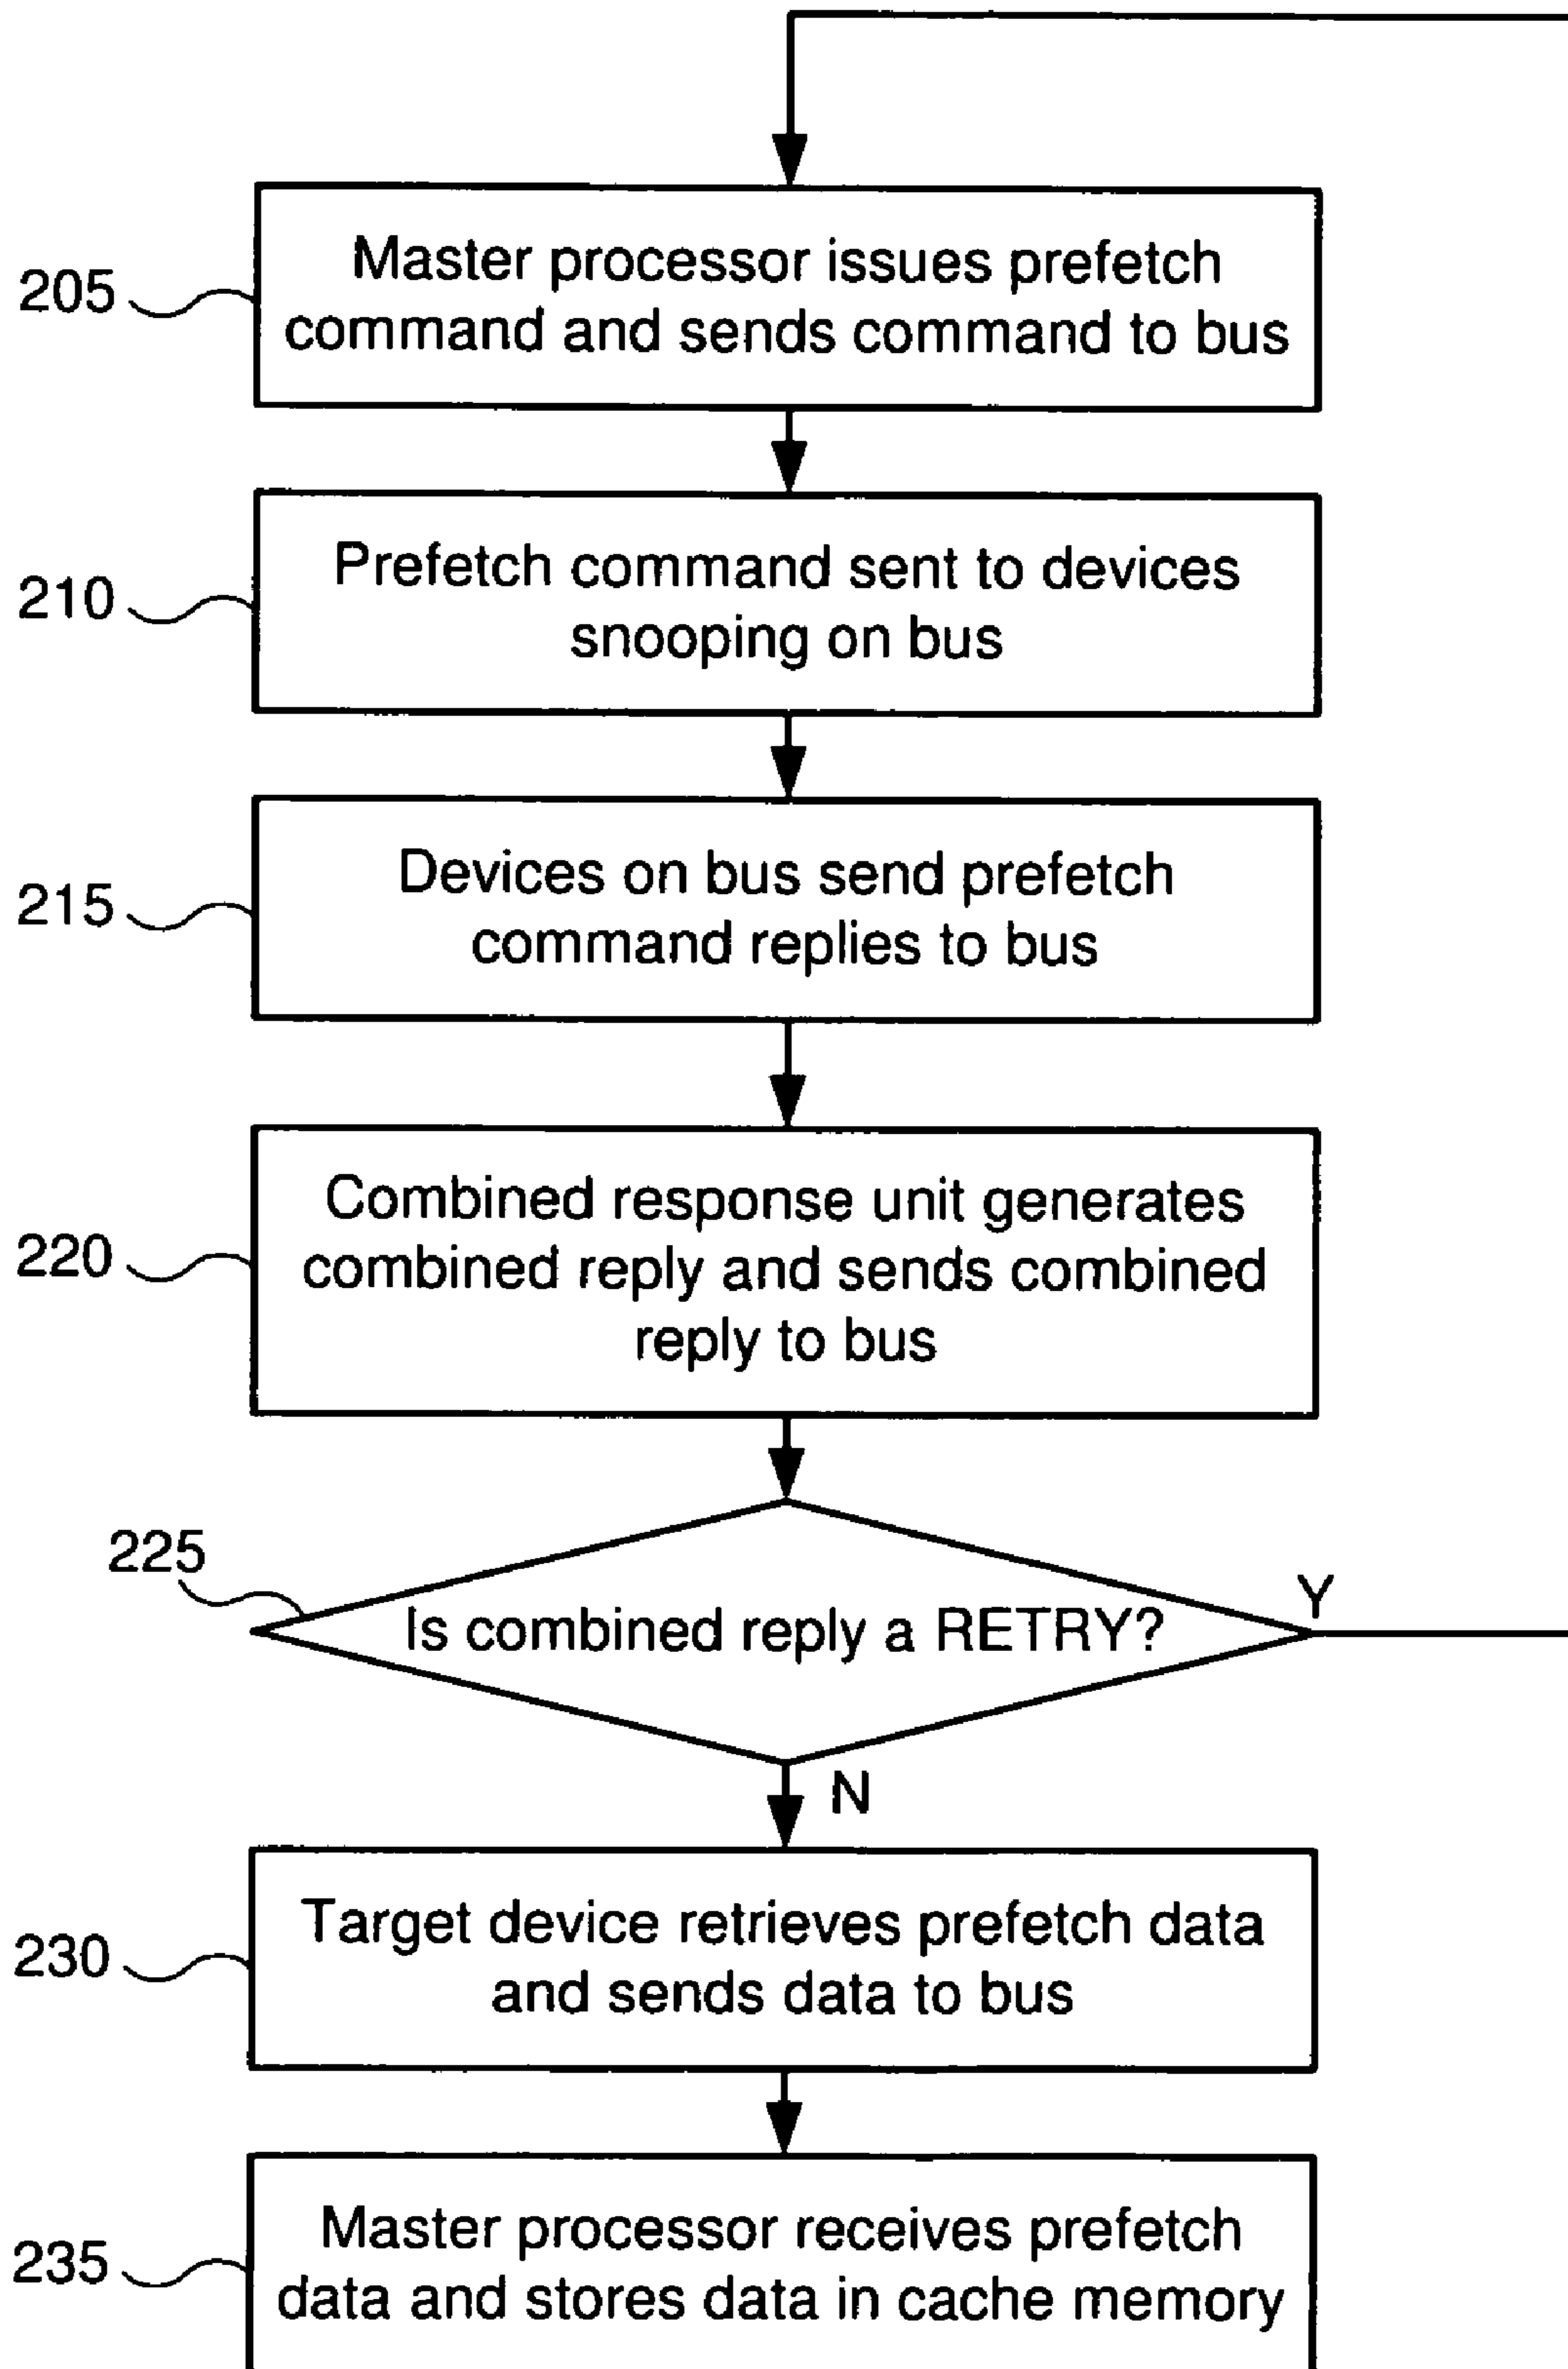 205
Master processor issues prefetch
command and sends command to bus
210
Prefetch command sent to devices
snooping on bus
215
Devices on bus send prefetch
command replies to bus
220
Combined response unit generates
combined reply and sends combined
reply to bus
225
Is combined reply a RETRY?
Y
N
230
Target device retrieves prefetch data
and sends data to bus
235
Master processor receives prefetch
data and stores data in cache memory